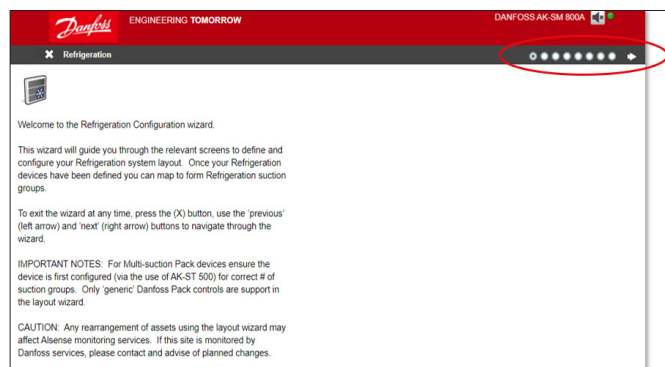 Danfoss
ENGINEERING TOMORROW
DANFOSS AK-SM 800A
Refrigeration
Welcome to the Refrigeration Configuration wizard.
This wizard will guide you through the relevant screens to define and
configure your Refrigeration system layout. Once your Refrigeration
devices have been defined you can map to form Refrigeration suction
groups.
To exit the wizard at any time, press the (X) button, use the 'previous'
(left arrow) and 'next' (right arrow) buttons to navigate through the
wizard.
IMPORTANT NOTES: For Multi-suction Pack devices ensure the
device is first configured (via the use of AK-ST 500) for correct # of
suction groups. Only 'generic' Danfoss Pack controls are support in
the layout wizard.
CAUTION: Any rearrangement of assets using the layout wizard may
affect Alsense monitoring services. If this site is monitored by
Danfoss services, please contact and advise of planned changes.